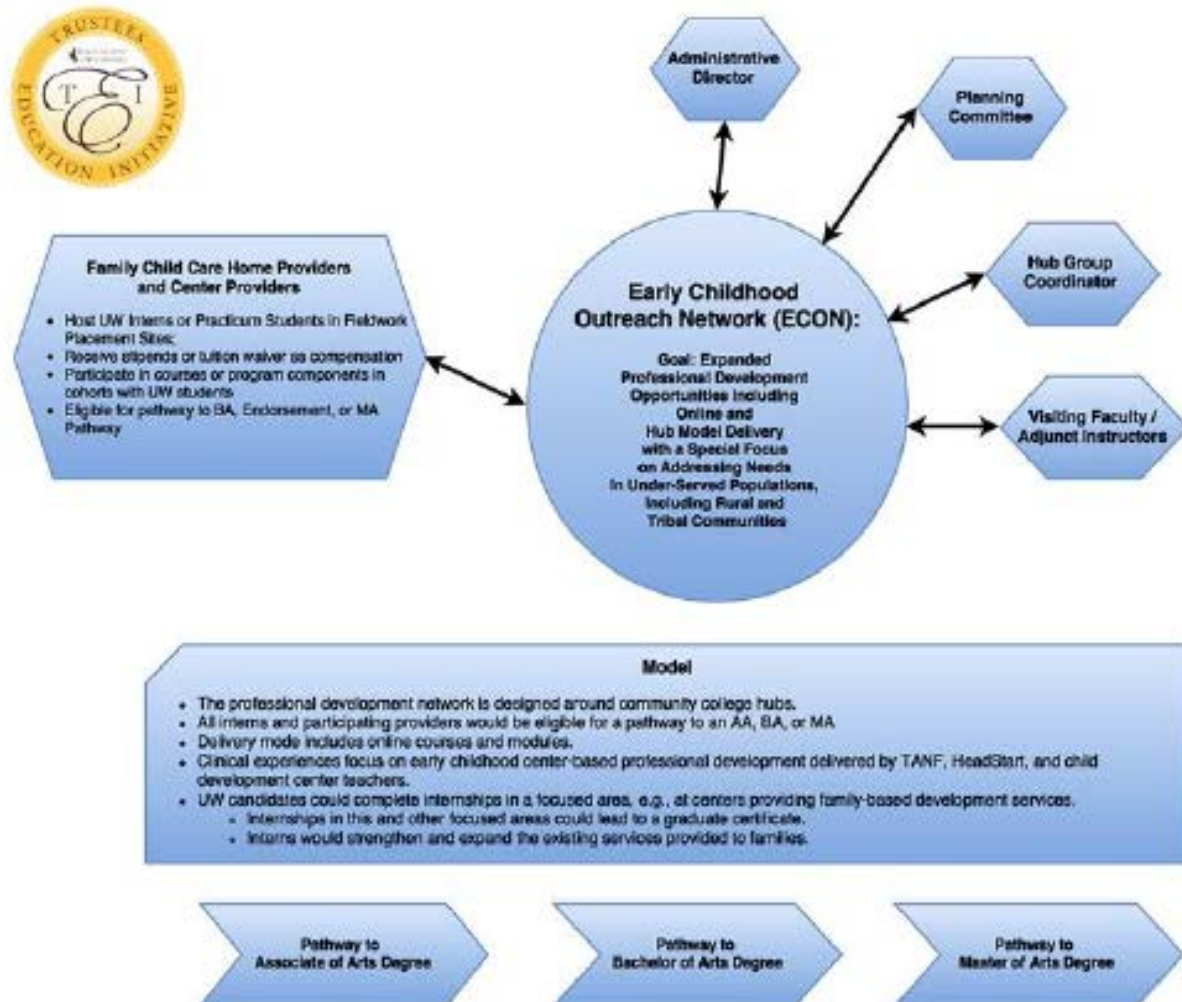 TRUSTEES
EDUCATION INITIATIVE
T E I
Administrative
Director
Planning
Committee
Hub Group
Coordinator
Visiting Faculty /
Adjunct Instructors
Family Child Care Home Providers
and Center Providers
• Host UW Interns or Practicum Students in Fieldwork
Placement Sites;
• Receive stipends or tuition waiver as compensation
• Participate in courses or program components in
cohorts with UW students
• Eligible for pathway to BA, Endorsement, or MA
Pathway
Early Childhood
Outreach Network (ECON):
Goal: Expanded
Professional Development
Opportunities Including
Online and
Hub Model Delivery
with a Special Focus
on Addressing Needs
in Under-Served Populations,
Including Rural and
Tribal Communities
Model
• The professional development network is designed around community college hubs.
• All interns and participating providers would be eligible for a pathway to an AA, BA, or MA
• Delivery mode includes online courses and modules.
• Clinical experiences focus on early childhood center-based professional development delivered by TANF, HeadStart, and child
development center teachers.
• UW candidates could complete internships in a focused area, e.g., at centers providing family-based development services.
• Internships in this and other focused areas could lead to a graduate certificate.
• Interns would strengthen and expand the existing services provided to families.
Pathway to
Associate of Arts Degree
Pathway to
Bachelor of Arts Degree
Pathway to
Master of Arts Degree